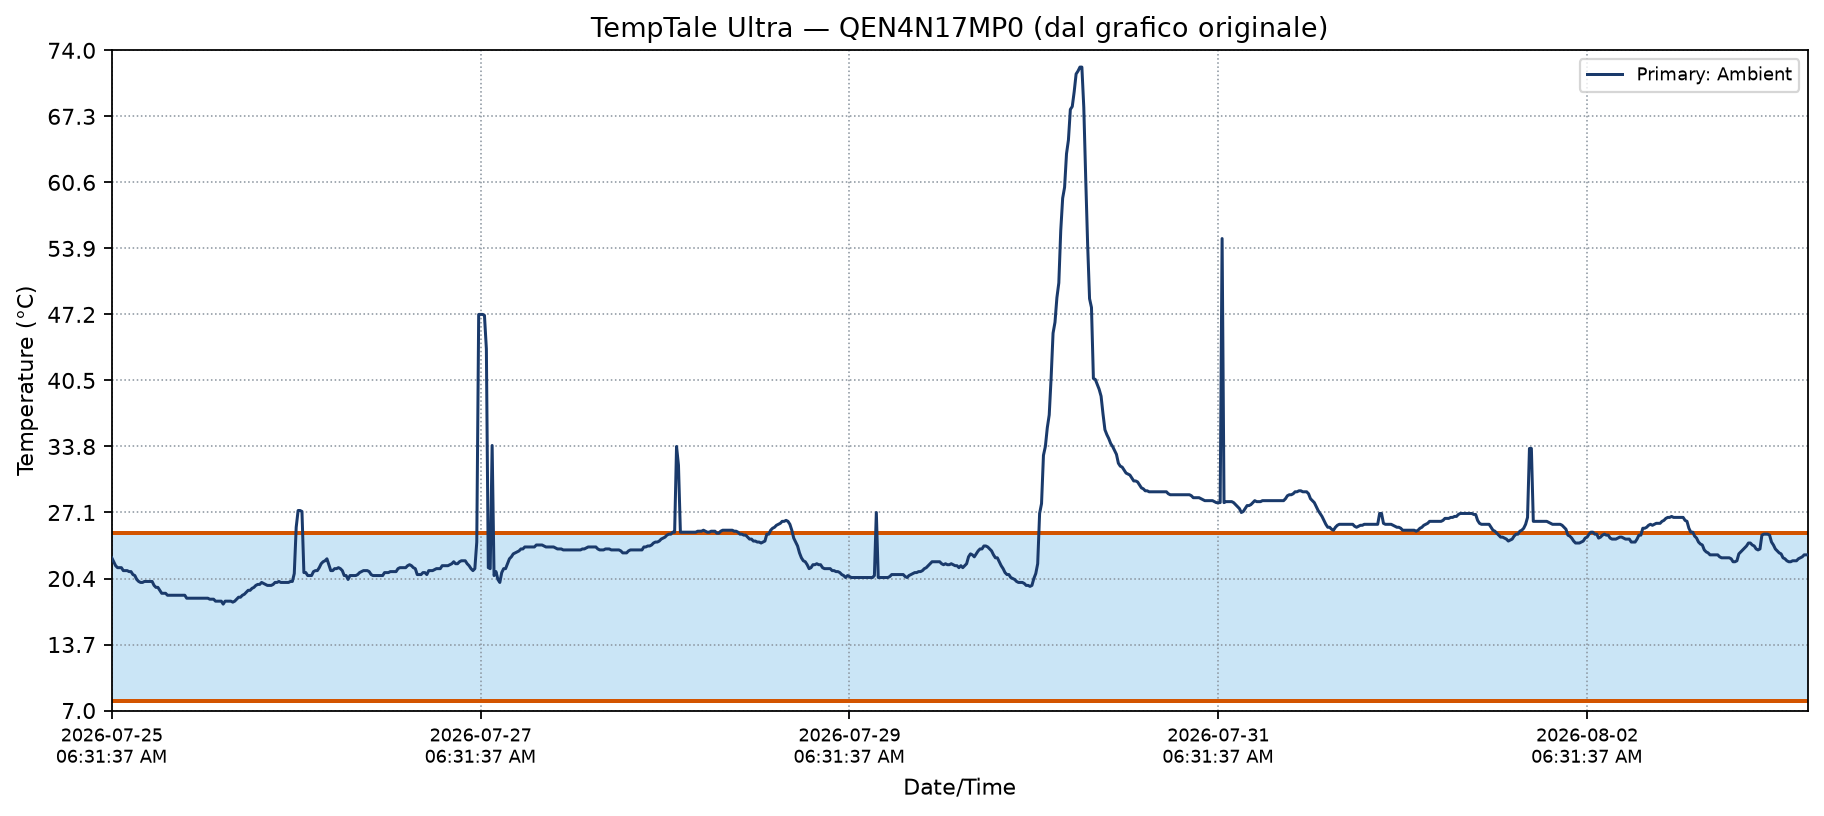 TempTale Ultra — QEN4N17MP0 (dal grafico originale)
Primary: Ambient
Temperature (°C)
74.0
67.3
60.6
53.9
47.2
40.5
33.8
27.1
20.4
13.7
7.0
2026-07-25
06:31:37 AM
2026-07-27
06:31:37 AM
2026-07-29
06:31:37 AM
2026-07-31
06:31:37 AM
2026-08-02
06:31:37 AM
Date/Time